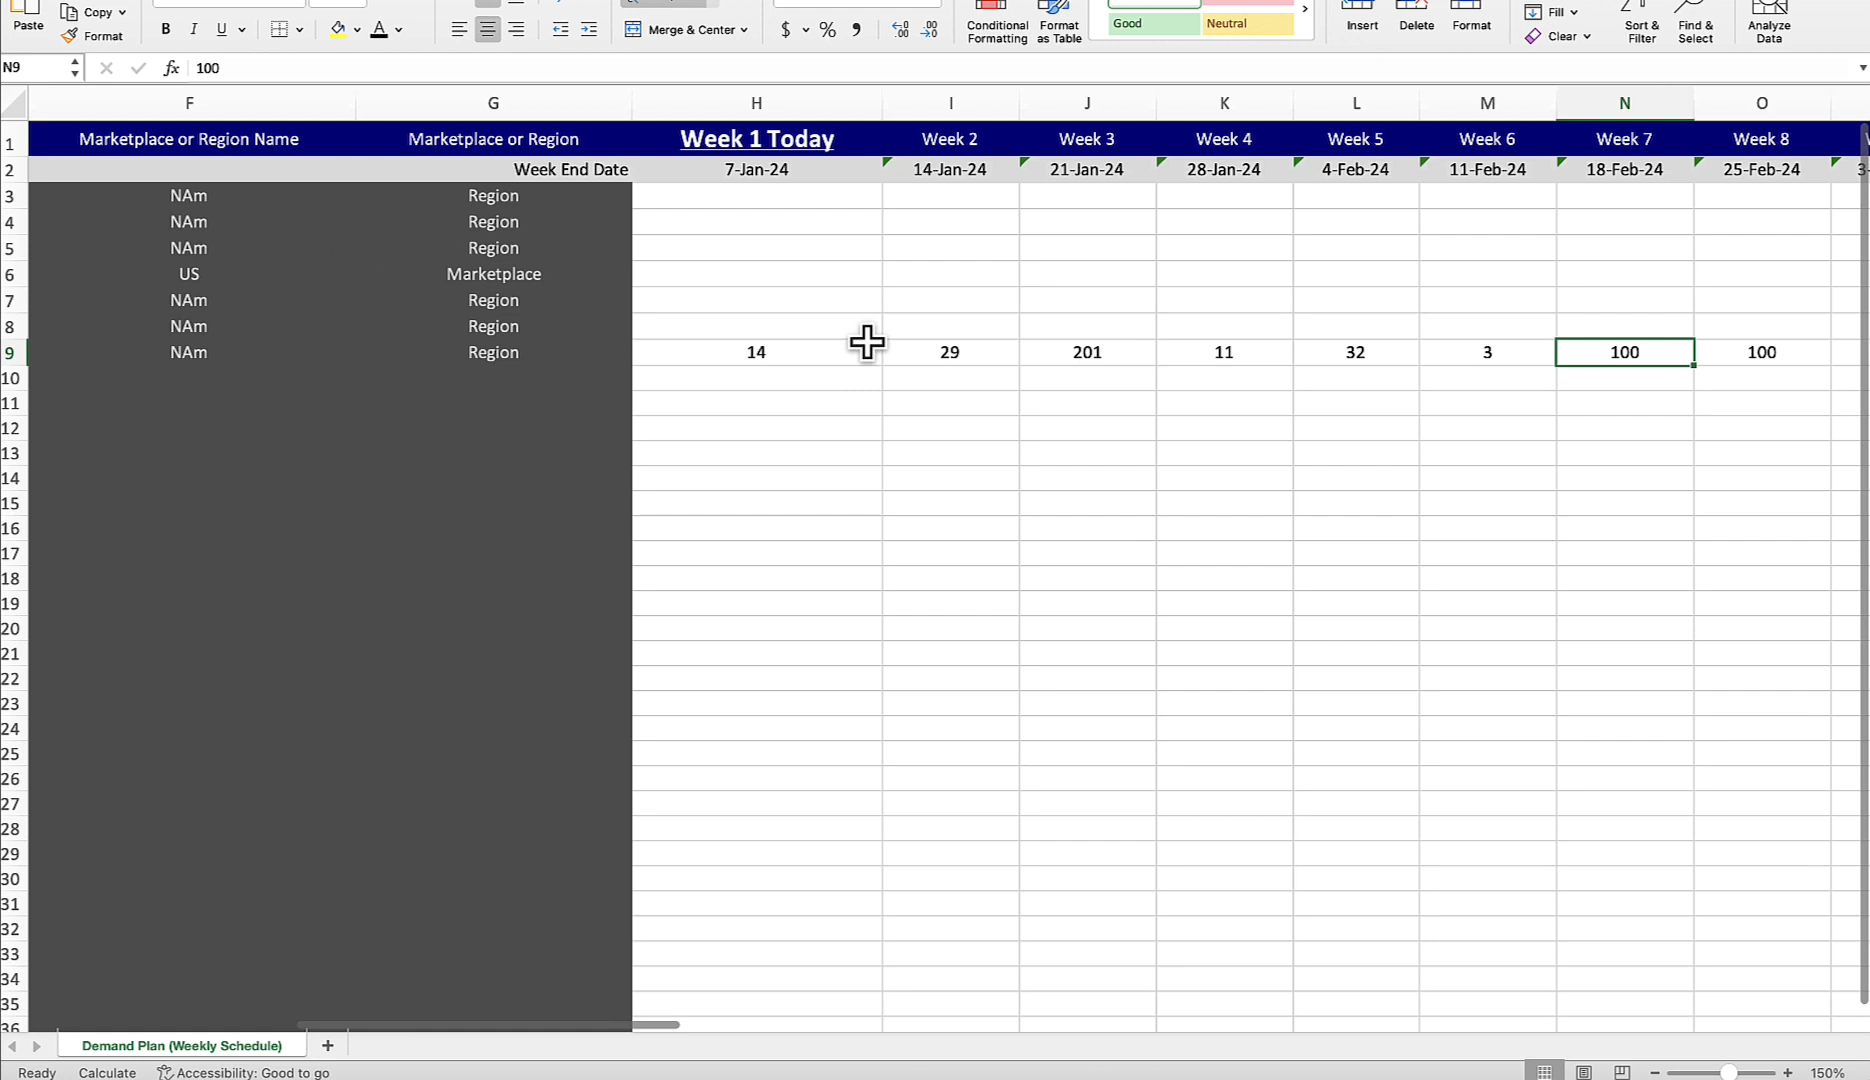 Paste
Copy
Format
B I U A
Merge & Center
$ % 9
Conditional Formatting
Format as Table
Good
Neutral
Insert
Delete
Format
Fill
Clear
Sort & Filter
Find & Select
Analyze Data
N9 fx 100
F G H I J K L M N O
1 Marketplace or Region Name Marketplace or Region Week 1 Today Week 2 Week 3 Week 4 Week 5 Week 6 Week 7 Week 8
2 Week End Date 7-Jan-24 14-Jan-24 21-Jan-24 28-Jan-24 4-Feb-24 11-Feb-24 18-Feb-24 25-Feb-24
3 NAm Region
4 NAm Region
5 NAm Region
6 US Marketplace
7 NAm Region
8 NAm Region
9 NAm Region 14 29 201 11 32 3 100 100
10
11
12
13
14
15
16
17
18
19
20
21
22
23
24
25
26
27
28
29
30
31
32
33
34
35
36
Demand Plan (Weekly Schedule) +
Ready Calculate Accessibility: Good to go 150%